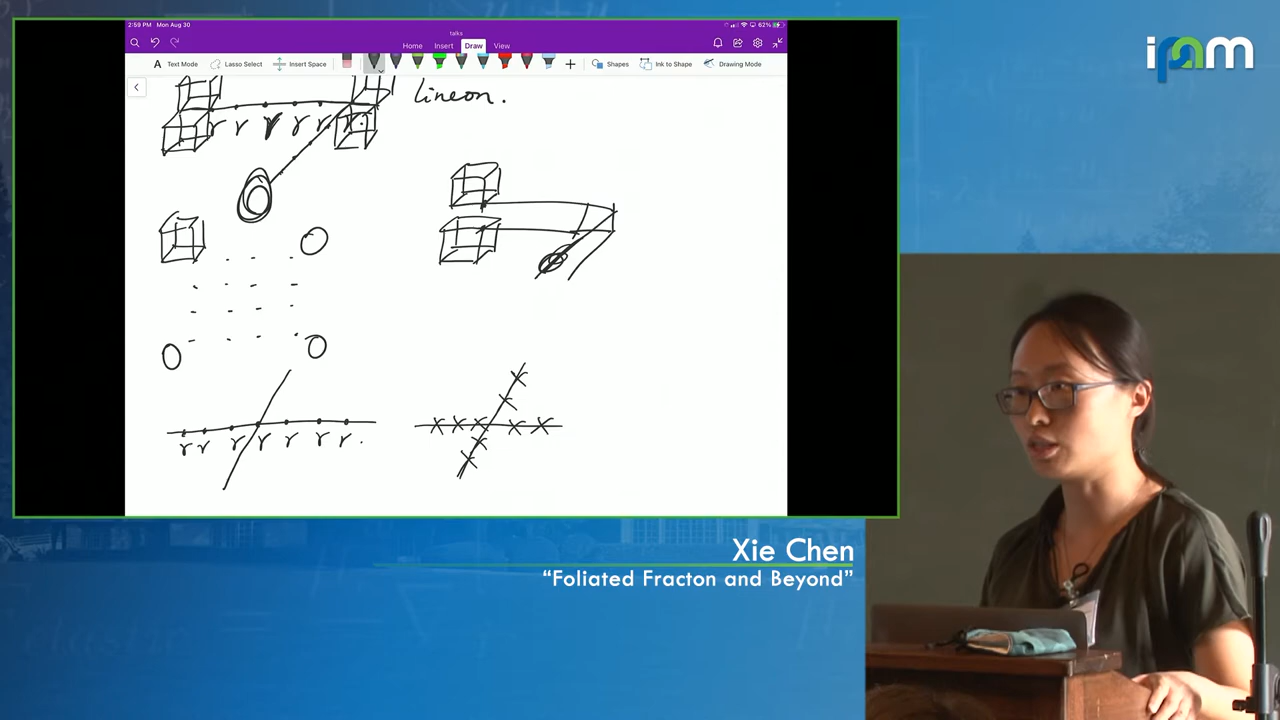 2:59 PM Mon Aug 30
62%
talks
Home Insert Draw View
Text Mode Lasso Select Insert Space Shapes Ink to Shape Drawing Mode
lineon.
r r r r r
r r r r r r r.
ipam
Xie Chen
“Foliated Fracton and Beyond”